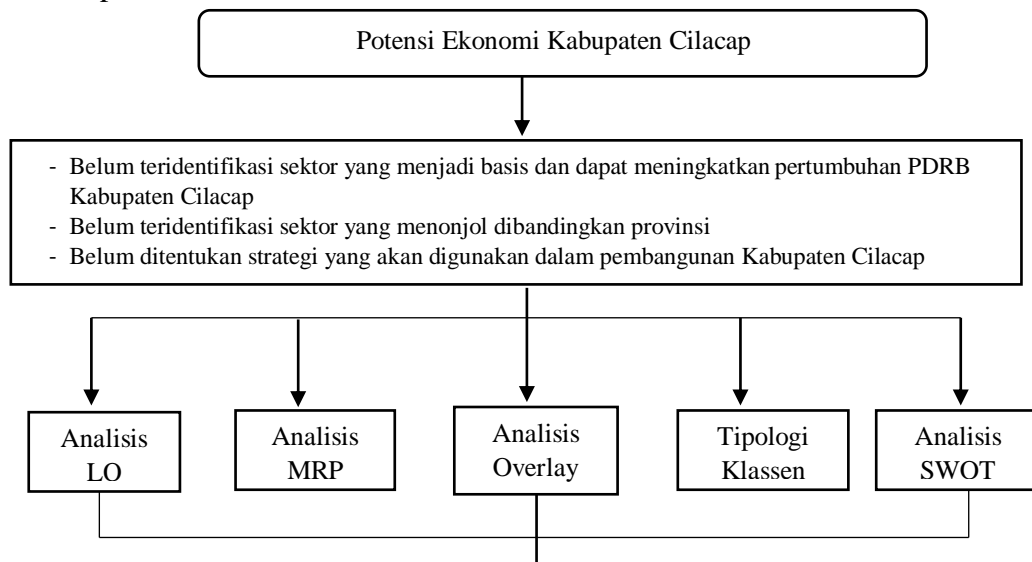 Potensi Ekonomi Kabupaten Cilacap
- Belum teridentifikasi sektor yang menjadi basis dan dapat meningkatkan pertumbuhan PDRB
Kabupaten Cilacap
- Belum teridentifikasi sektor yang menonjol dibandingkan provinsi
- Belum ditentukan strategi yang akan digunakan dalam pembangunan Kabupaten Cilacap
Analisis
LO
Analisis
MRP
Analisis
Overlay
Tipologi
Klassen
Analisis
SWOT